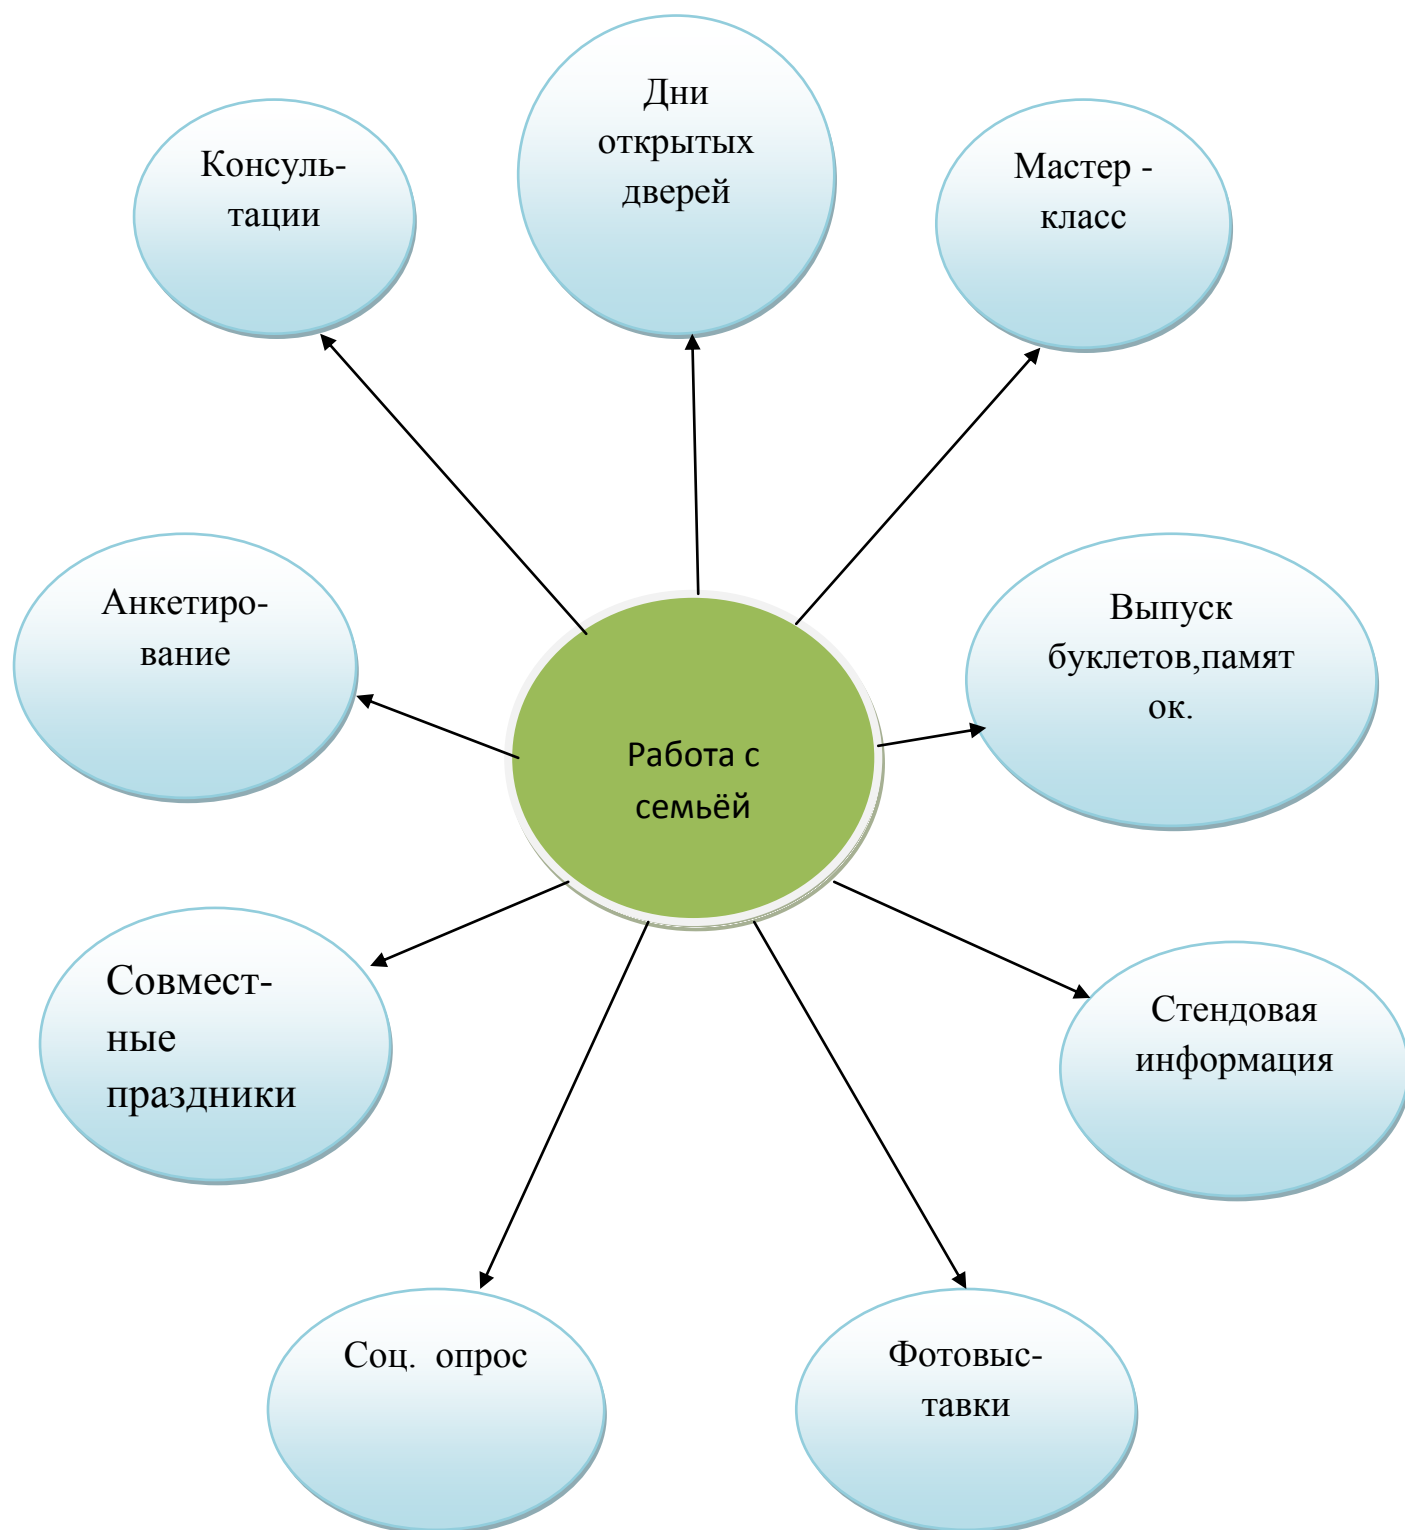 Дни
открытых
дверей
Консуль-
тации
Мастер -
класс
Анкетиро-
вание
Выпуск
буклетов,памят
ок.
Работа с
семьёй
Совмест-
ные
праздники
Стендовая
информация
Соц.  опрос
Фотовыс-
тавки